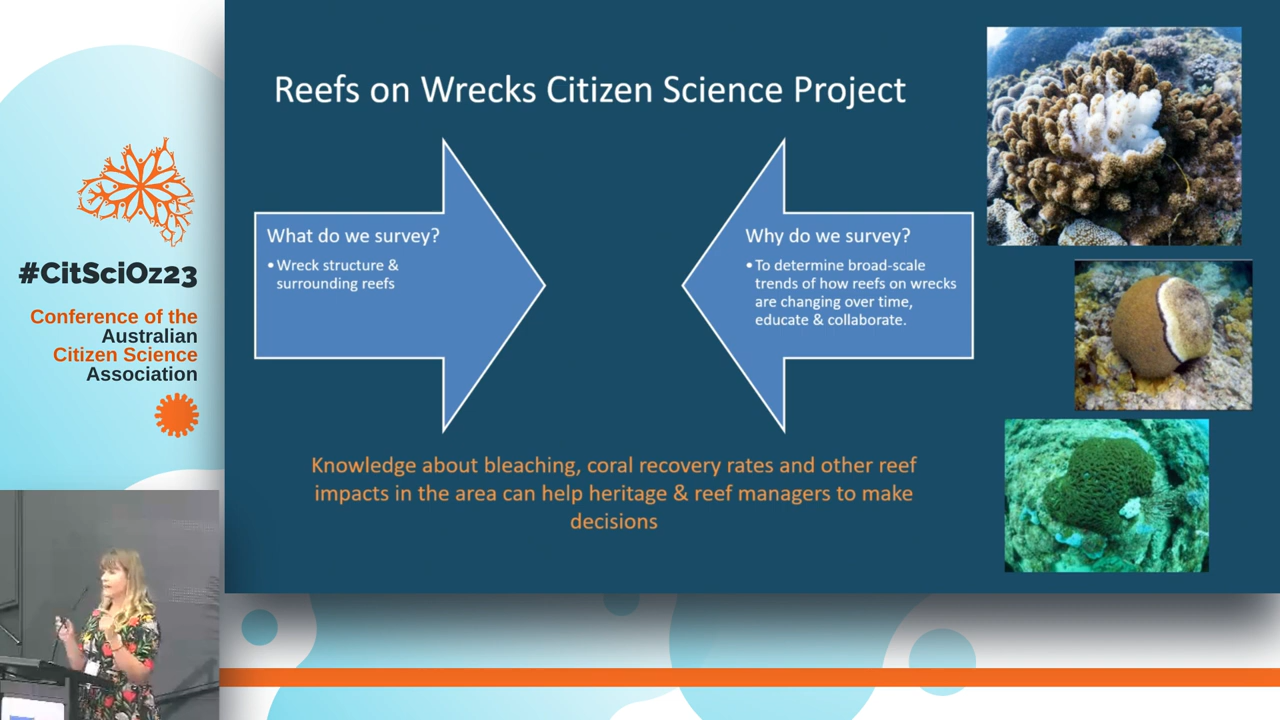 #CitSciOz23
Conference of the
Australian
Citizen Science
Association
Reefs on Wrecks Citizen Science Project
What do we survey?
•Wreck structure &
surrounding reefs
Why do we survey?
•To determine broad-scale
trends of how reefs on wrecks
are changing over time,
educate & collaborate.
Knowledge about bleaching, coral recovery rates and other reef
impacts in the area can help heritage & reef managers to make
decisions